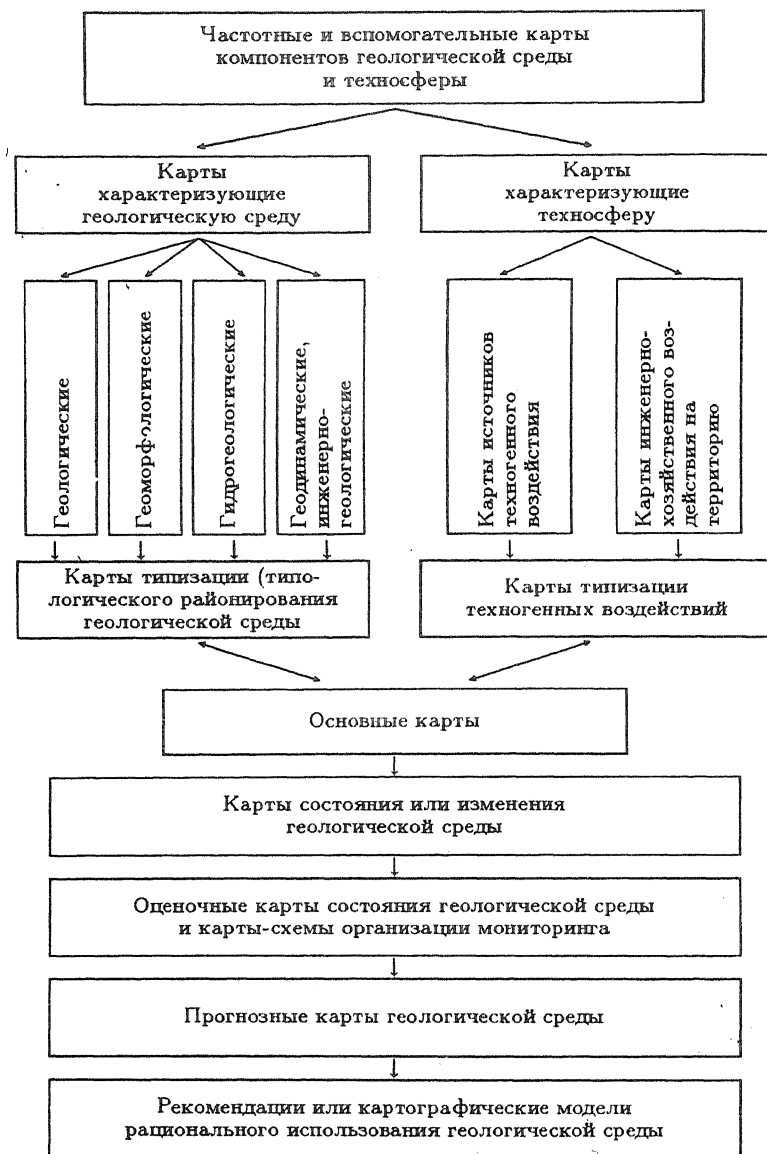 Частотные и вспомогательные карты
компонентов геологической среды
и техносферы
Карты
характеризующие
геологическую среду
Карты
характеризующие
техносферу
Геологические
Геоморфологические
Гидрогеологические
Геодинамические,
инженерно-
геологические
Карты источников
техногенного
воздействия
Карты инженерно-
хозяйственного воз-
действия на
территорию
Карты типизации (типо-
логического районирования
геологической среды
Карты типизации
техногенных воздействий
Основные карты
Карты состояния или изменения
геологической среды
Оценочные карты состояния геологической среды
и карты-схемы организации мониторинга
Прогнозные карты геологической среды
Рекомендации или картографические модели
рационального использования геологической среды